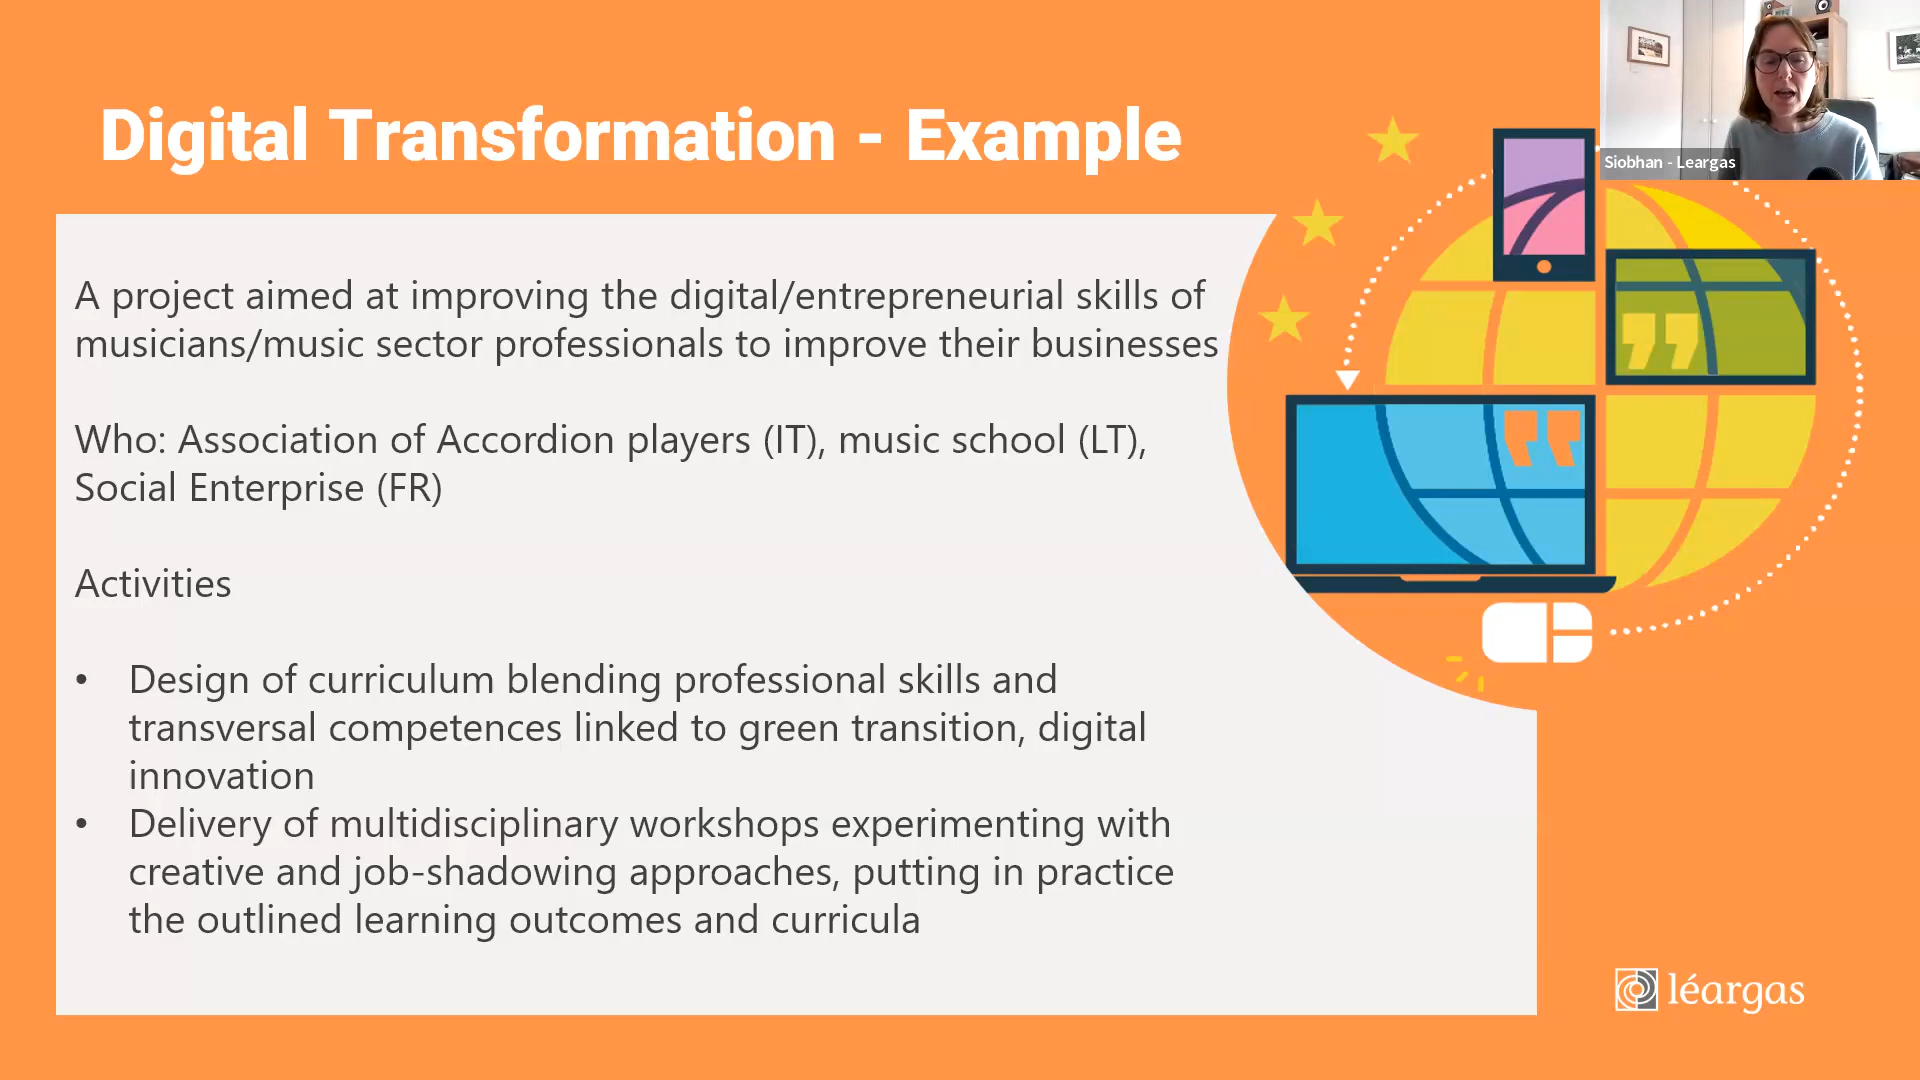 Digital Transformation - Example
Siobhan - Leargas
A project aimed at improving the digital/entrepreneurial skills of
musicians/music sector professionals to improve their businesses
Who: Association of Accordion players (IT), music school (LT),
Social Enterprise (FR)
Activities
• Design of curriculum blending professional skills and
transversal competences linked to green transition, digital
innovation
• Delivery of multidisciplinary workshops experimenting with
creative and job-shadowing approaches, putting in practice
the outlined learning outcomes and curricula
léargas